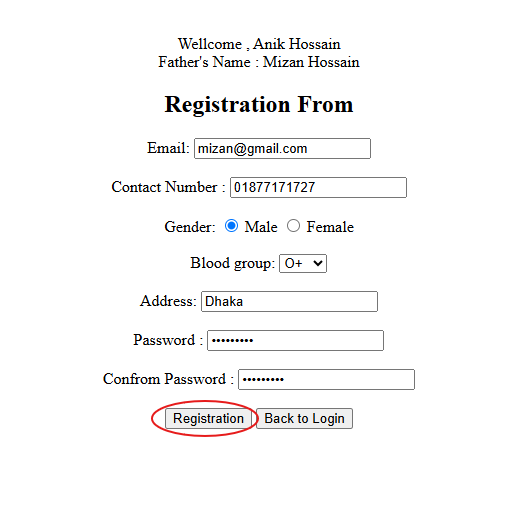 Wellcome , Anik Hossain
Father's Name : Mizan Hossain
Registration From
Email: mizan@gmail.com
Contact Number : 01877171727
Gender: Male Female
Blood group: O+
Address: Dhaka
Password : •••••••••
Confrom Password : •••••••••
Registration Back to Login